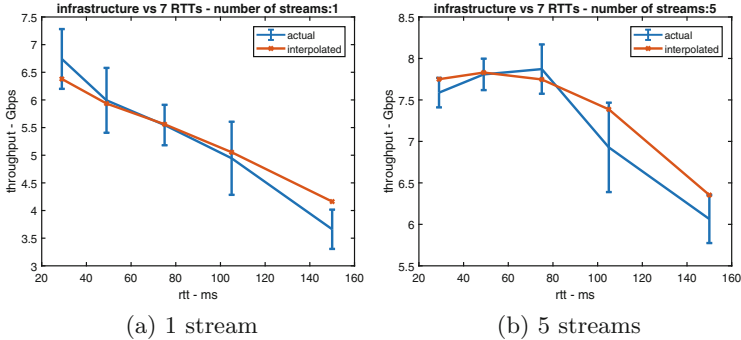 infrastructure vs 7 RTTs - number of streams:1
7.5
7
6.5
6
5.5
5
4.5
4
3.5
3
throughput - Gbps
actual
interpolated
20 40 60 80 100 120 140 160
rtt - ms
(a) 1 stream
infrastructure vs 7 RTTs - number of streams:5
8.5
8
7.5
7
6.5
6
5.5
throughput - Gbps
actual
interpolated
20 40 60 80 100 120 140 160
rtt - ms
(b) 5 streams